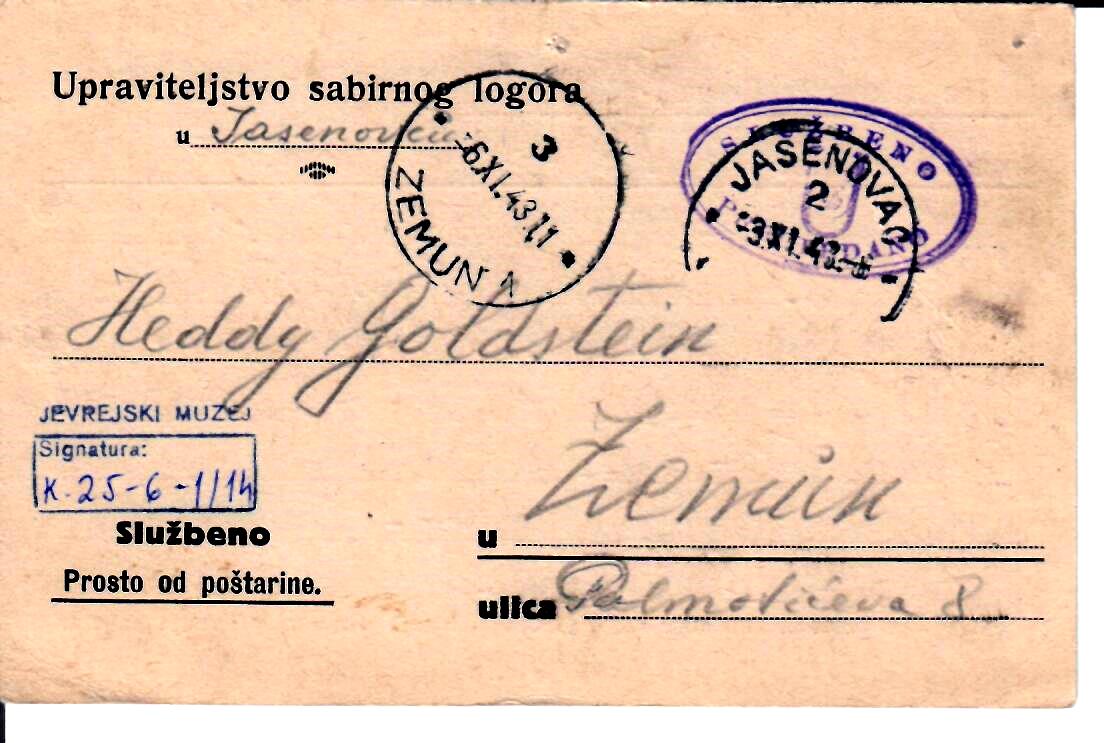 Upraviteljstvo sabirnog logora
u Jasenovcu
ZEMUN 1
3
-6.XI.43.11
SLUŽBENO
JASENOVAC
2
-3.XI.43.
Heddy Goldstein
JEVREJSKI MUZEJ
Signatura:
K. 25-6-1/14
Službeno
Prosto od poštarine.
u Zemun
ulica Palmotićeva 8